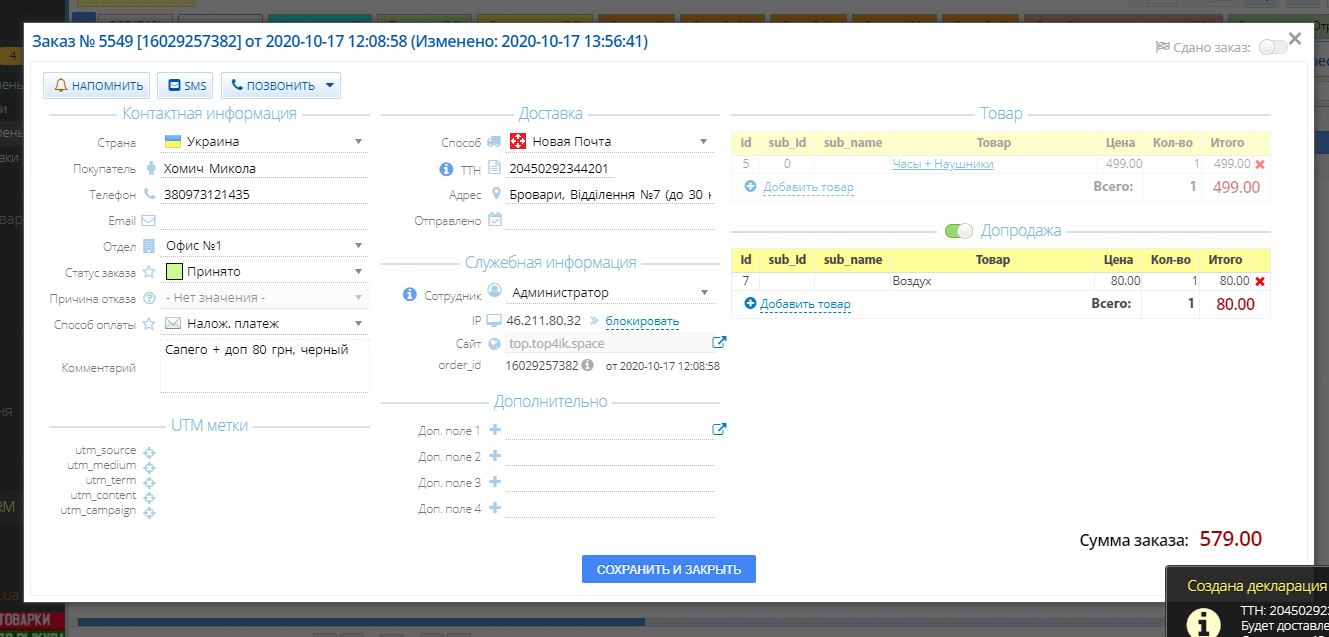 Заказ № 5549 [16029257382] от 2020-10-17 12:08:58 (Изменено: 2020-10-17 13:56:41)
Сдано заказ:
НАПОМНИТЬ SMS ПОЗВОНИТЬ
Контактная информация
Страна Украина
Покупатель Хомич Микола
Телефон 380973121435
Email
Отдел Офис №1
Статус заказа Принято
Причина отказа - Нет значения -
Способ оплаты Налож. платеж
Комментарий Сапего + доп 80 грн, черный
UTM метки
utm_source
utm_medium
utm_term
utm_content
utm_campaign
Доставка
Способ Новая Почта
ТТН 20450292344201
Адрес Бровари, Відділення №7 (до 30 к
Отправлено
Служебная информация
Сотрудник Администратор
IP 46.211.80.32 » блокировать
Сайт top.top4ik.space
order_id 16029257382 от 2020-10-17 12:08:58
Дополнительно
Доп. поле 1
Доп. поле 2
Доп. поле 3
Доп. поле 4
Товар
Id sub_id sub_name Товар Цена Кол-во Итого
5 0 Часы + Наушники 499.00 1 499.00
Добавить товар Всего: 1 499.00
Допродажа
Id sub_id sub_name Товар Цена Кол-во Итого
7 Воздух 80.00 1 80.00
Добавить товар Всего: 1 80.00
Сумма заказа: 579.00
СОХРАНИТЬ И ЗАКРЫТЬ
Создана декларация
ТТН: 20450292
Будет доставле
4
RM
.ua
ТОВАРКИ